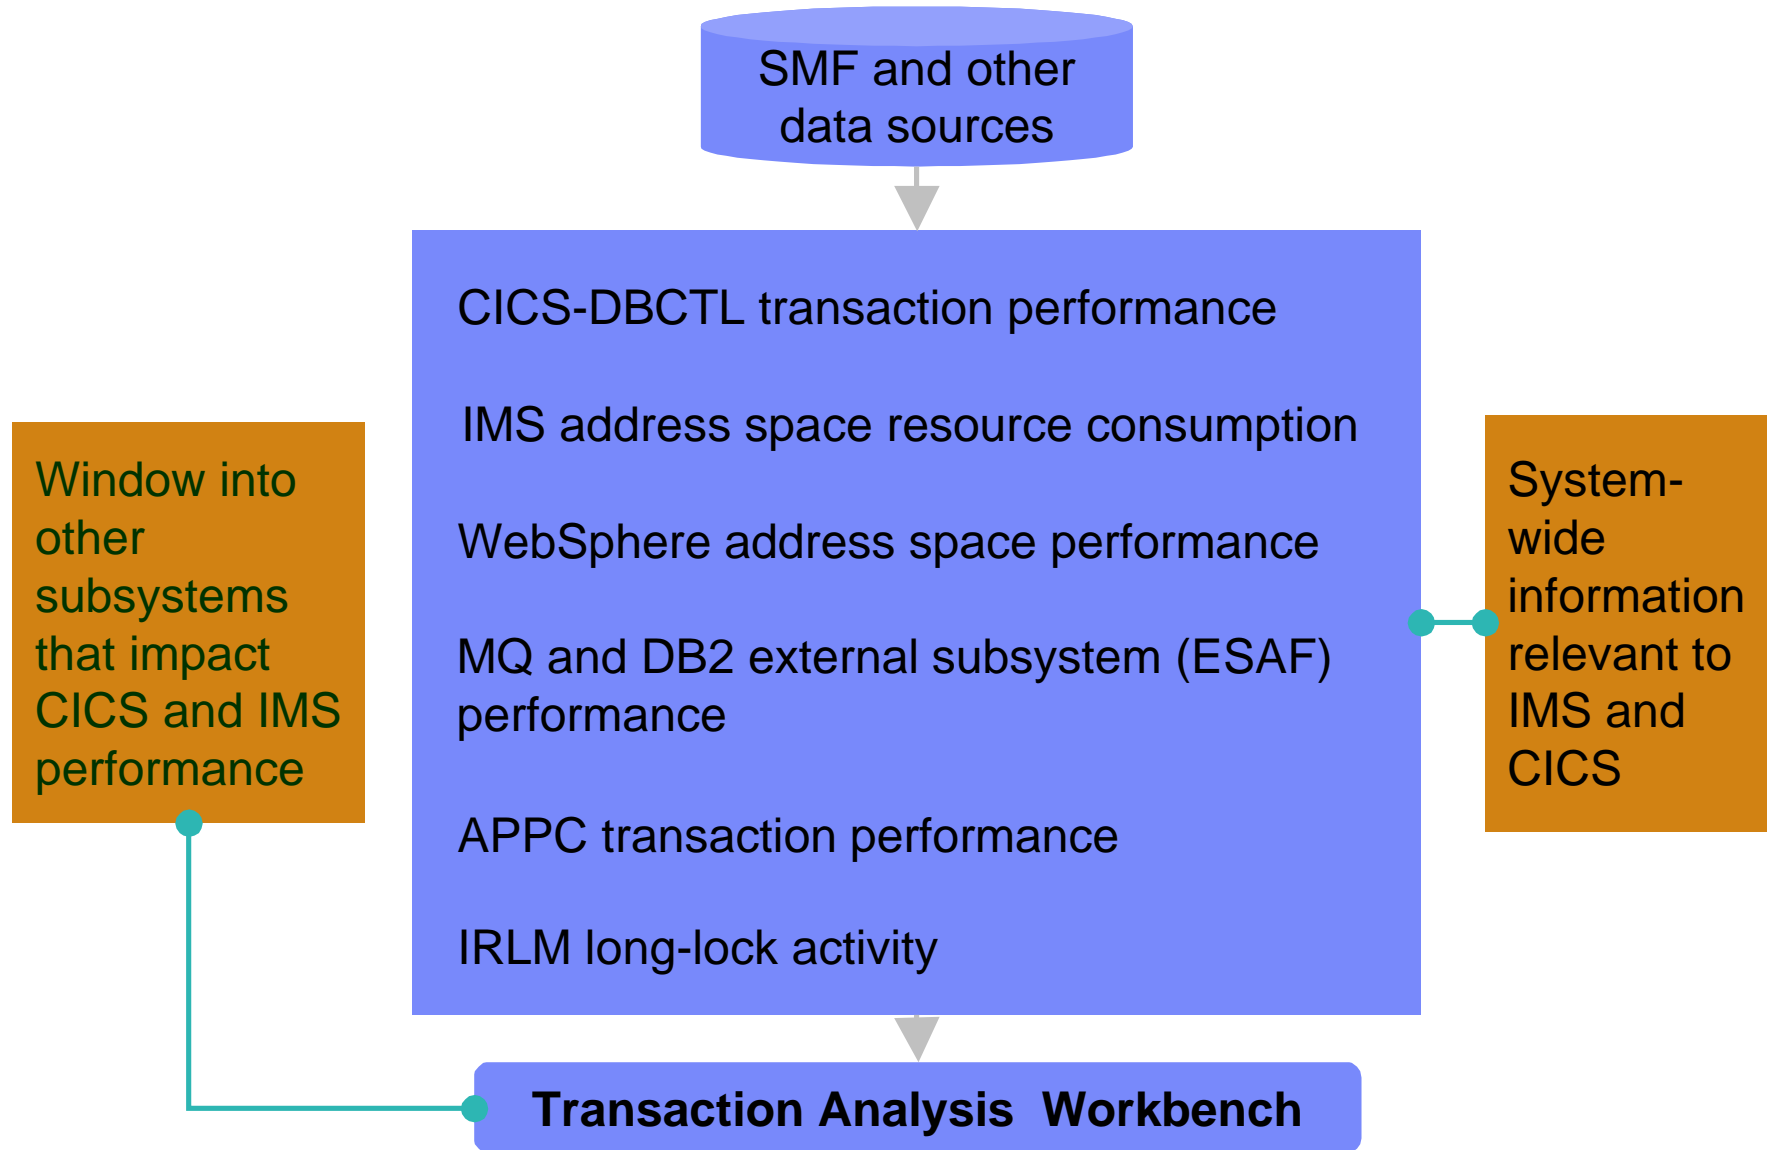 SMF and other
data sources
CICS-DBCTL transaction performance
IMS address space resource consumption
WebSphere address space performance
MQ and DB2 external subsystem (ESAF)
performance
APPC transaction performance
IRLM long-lock activity
Window into
other
subsystems
that impact
CICS and IMS
performance
System-
wide
information
relevant to
IMS and
CICS
Transaction Analysis  Workbench